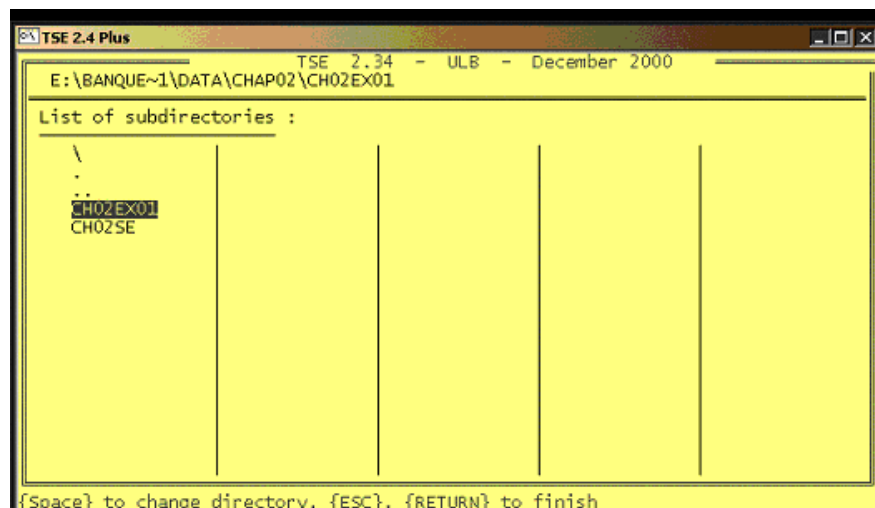 TSE 2.4 Plus
TSE 2.34 - ULB - December 2000
E:\BANQUE~1\DATA\CHAP02\CH02EX01
List of subdirectories :
\
.
..
CH02EX01
CH02SE
{Space} to change directory, {ESC}, {RETURN} to finish